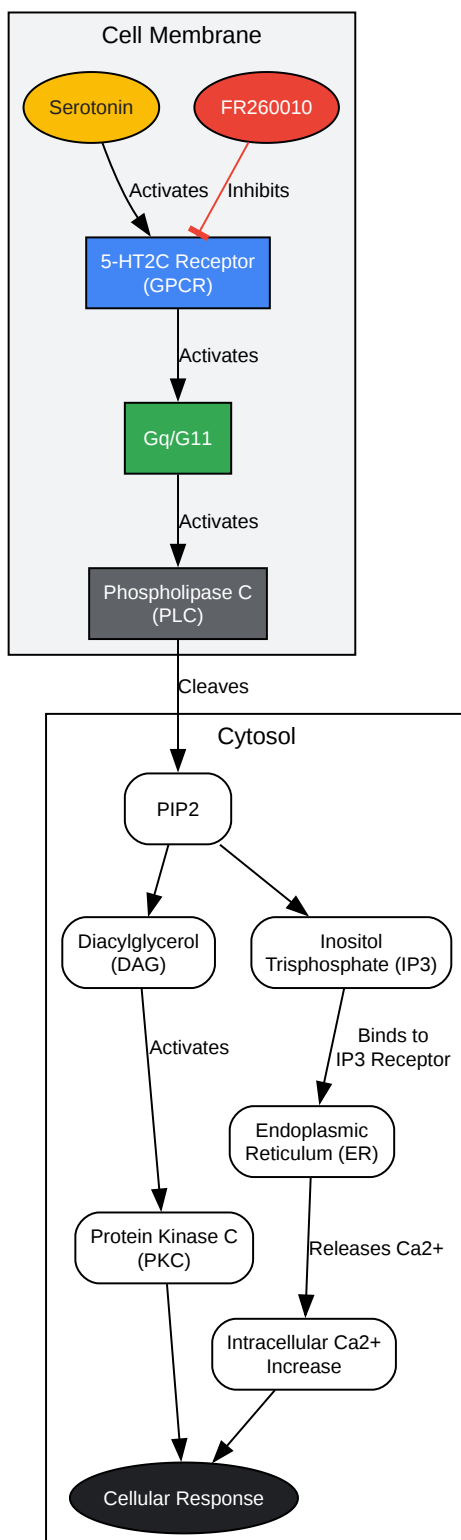 Cell Membrane
Serotonin
FR260010
Activates
Inhibits
5-HT2C Receptor
(GPCR)
Activates
Gq/G11
Activates
Phospholipase C
(PLC)
Cleaves
Cytosol
PIP2
Diacylglycerol
(DAG)
Inositol
Trisphosphate (IP3)
Activates
Binds to
IP3 Receptor
Endoplasmic
Reticulum (ER)
Protein Kinase C
(PKC)
Releases Ca2+
Intracellular Ca2+
Increase
Cellular Response